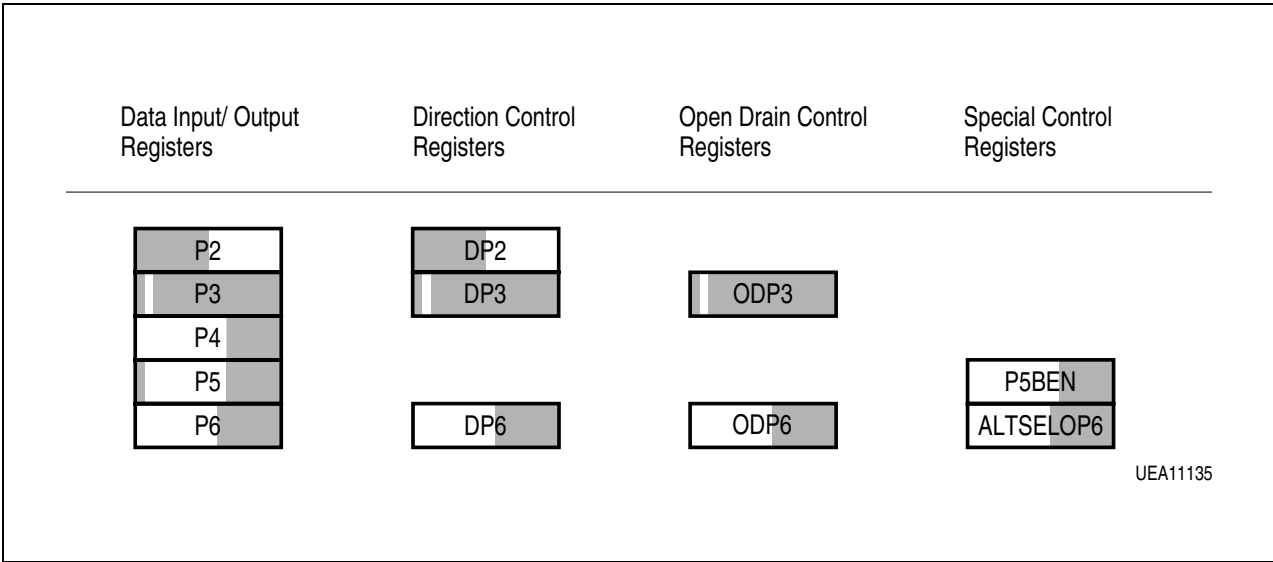 Data Input/ Output
Registers
Direction Control
Registers
Open Drain Control
Registers
Special Control
Registers
P2
DP2
P3
DP3
ODP3
P4
P5
P5BEN
P6
DP6
ODP6
ALTSELOP6
UEA11135